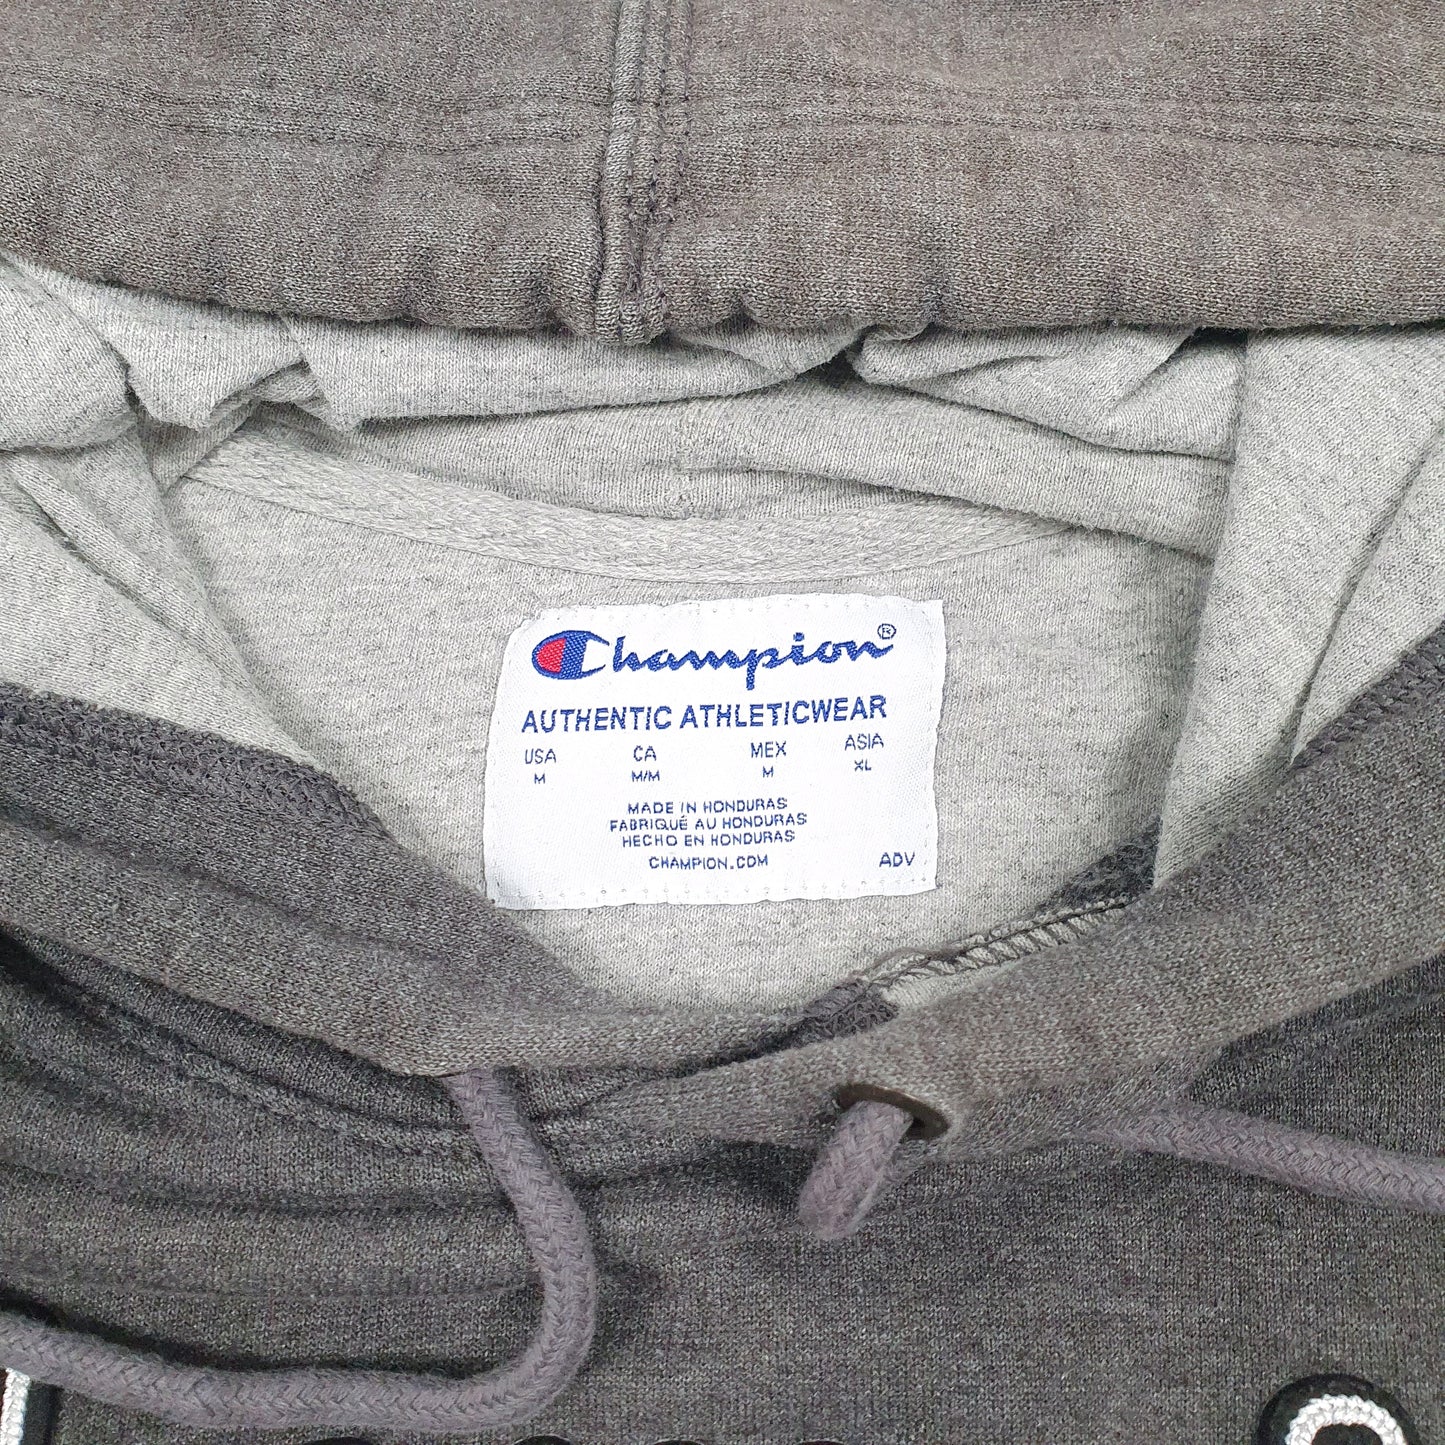 Champion®
AUTHENTIC ATHLETICWEAR
USA CA MEX ASIA
M M/M M XL
MADE IN HONDURAS
FABRIQUÉ AU HONDURAS
HECHO EN HONDURAS
CHAMPION.COM ADV